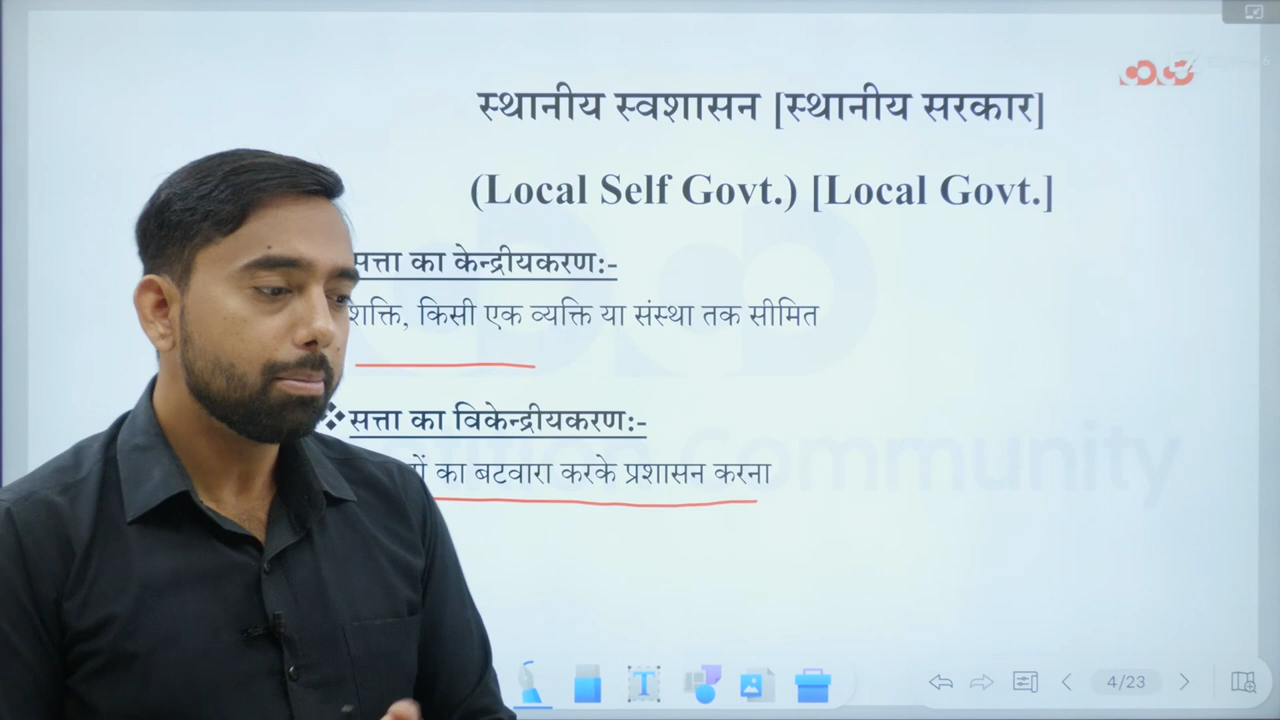 स्थानीय स्वशासन [स्थानीय सरकार]
(Local Self Govt.) [Local Govt.]
सत्ता का केन्द्रीयकरण:-
शक्ति, किसी एक व्यक्ति या संस्था तक सीमित
❖सत्ता का विकेन्द्रीयकरण:-
का बटवारा करके प्रशासन करना
Community
4/23